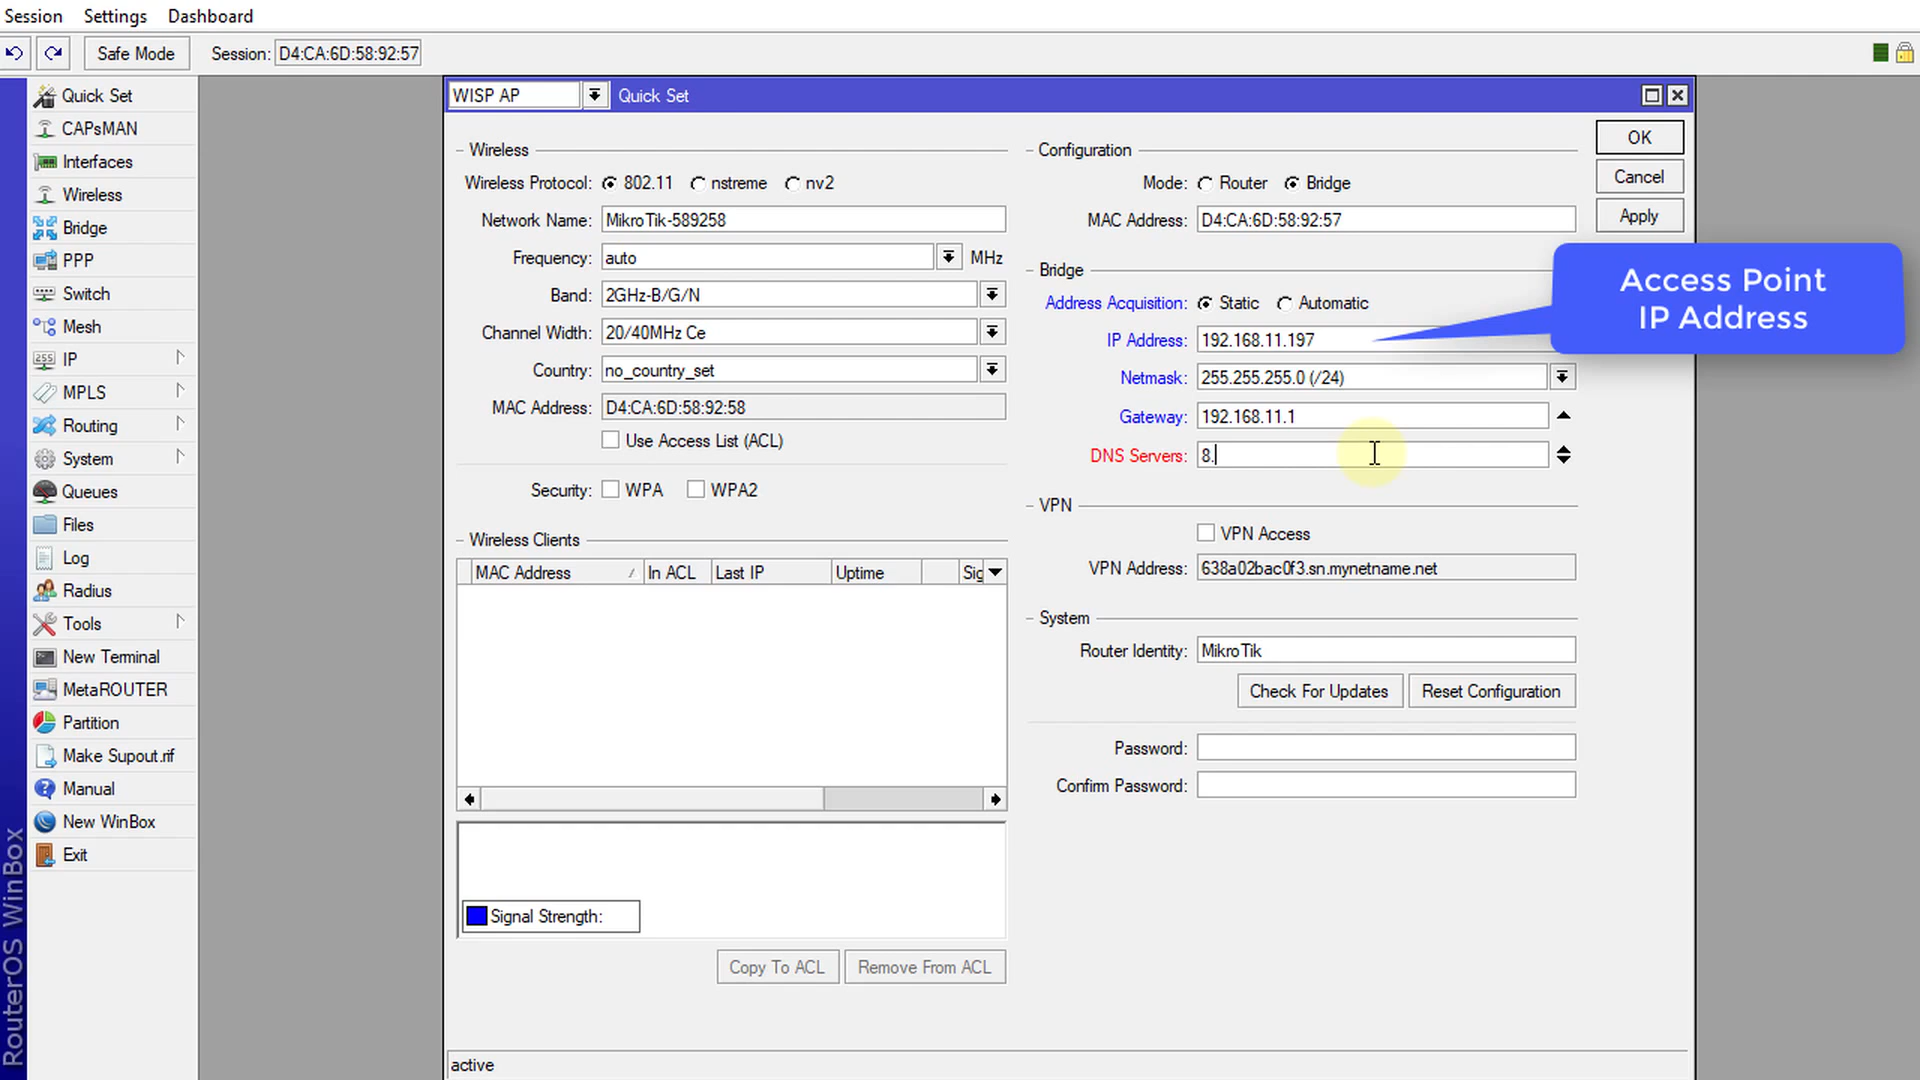 Session Settings Dashboard
Safe Mode Session: D4:CA:6D:58:92:57
RouterOS WinBox
Quick Set
CAPsMAN
Interfaces
Wireless
Bridge
PPP
Switch
Mesh
255 IP
MPLS
Routing
System
Queues
Files
Log
Radius
Tools
New Terminal
MetaROUTER
Partition
Make Supout.rif
Manual
New WinBox
Exit
WISP AP Quick Set
Wireless
Wireless Protocol: 802.11 nstreme nv2
Network Name: MikroTik-589258
Frequency: auto MHz
Band: 2GHz-B/G/N
Channel Width: 20/40MHz Ce
Country: no_country_set
MAC Address: D4:CA:6D:58:92:58
Use Access List (ACL)
Security: WPA WPA2
Wireless Clients
MAC Address In ACL Last IP Uptime Sig
Signal Strength:
Copy To ACL Remove From ACL
Configuration
Mode: Router Bridge
MAC Address: D4:CA:6D:58:92:57
Bridge
Address Acquisition: Static Automatic
IP Address: 192.168.11.197
Netmask: 255.255.255.0 (/24)
Gateway: 192.168.11.1
DNS Servers: 8.
VPN
VPN Access
VPN Address: 638a02bac0f3.sn.mynetname.net
System
Router Identity: MikroTik
Check For Updates Reset Configuration
Password:
Confirm Password:
OK
Cancel
Apply
Access Point
IP Address
active